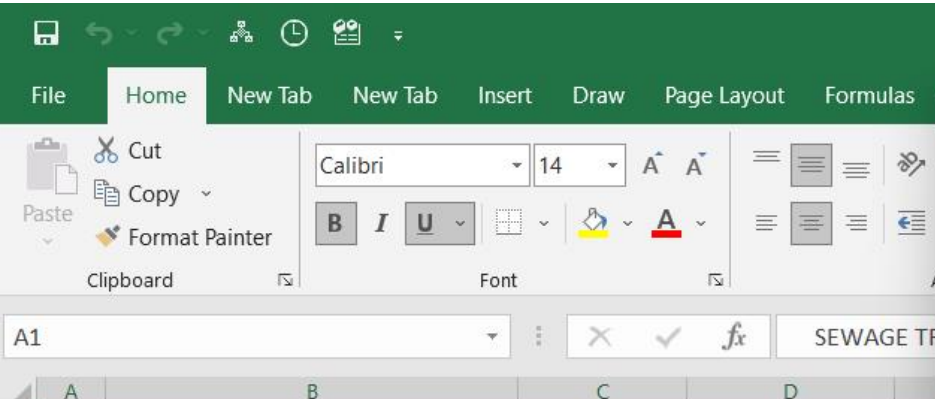 File Home New Tab New Tab Insert Draw Page Layout Formulas
Cut
Calibri 14 A A
Copy
Paste
B I U A
Format Painter
Clipboard Font
A1 fx SEWAGE
A B C D